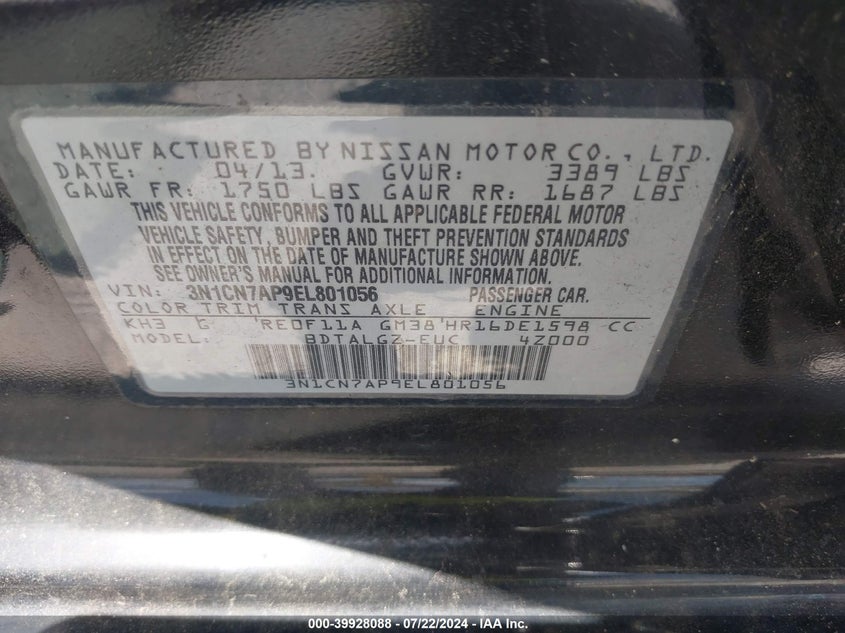 MANUFACTURED BY NISSAN MOTOR CO., LTD.
DATE: 04/13. GVWR: 3389 LBS
GAWR FR: 1750 LBS GAWR RR: 1687 LBS
THIS VEHICLE CONFORMS TO ALL APPLICABLE FEDERAL MOTOR
VEHICLE SAFETY, BUMPER AND THEFT PREVENTION STANDARDS
IN EFFECT ON THE DATE OF MANUFACTURE SHOWN ABOVE.
SEE OWNER'S MANUAL FOR ADDITIONAL INFORMATION.
VIN: 3N1CN7AP9EL801056 PASSENGER CAR.
COLOR TRIM TRANS AXLE ENGINE
KH3 G RE0F11A GM38 HR16DE1598 CC
MODEL: BDTALGZ-EUC 4Z000
3N1CN7AP9EL801056
000-39928088 - 07/22/2024 - IAA Inc.